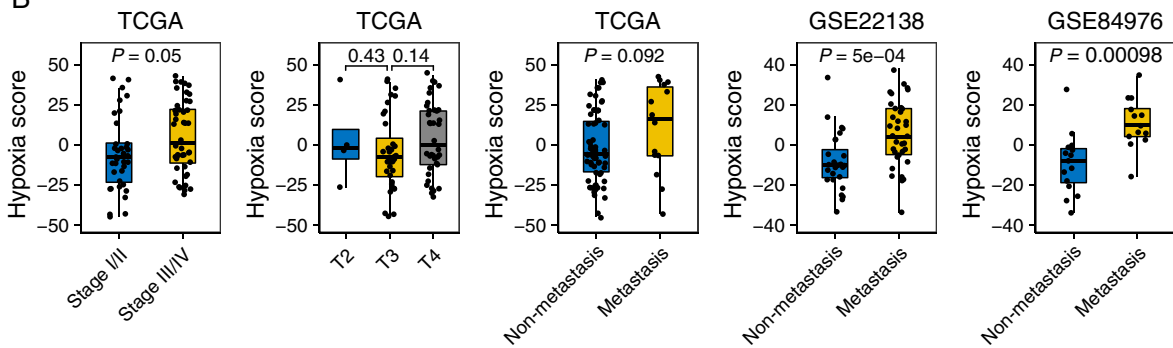 B
TCGA
P = 0.05
Hypoxia score
50
25
0
−25
−50
Stage I/II
Stage III/IV
TCGA
0.43 0.14
Hypoxia score
50
25
0
−25
−50
T2
T3
T4
TCGA
P = 0.092
Hypoxia score
50
25
0
−25
−50
Non-metastasis
Metastasis
GSE22138
P = 5e−04
Hypoxia score
40
20
0
−20
−40
Non-metastasis
Metastasis
GSE84976
P = 0.00098
Hypoxia score
40
20
0
−20
−40
Non-metastasis
Metastasis